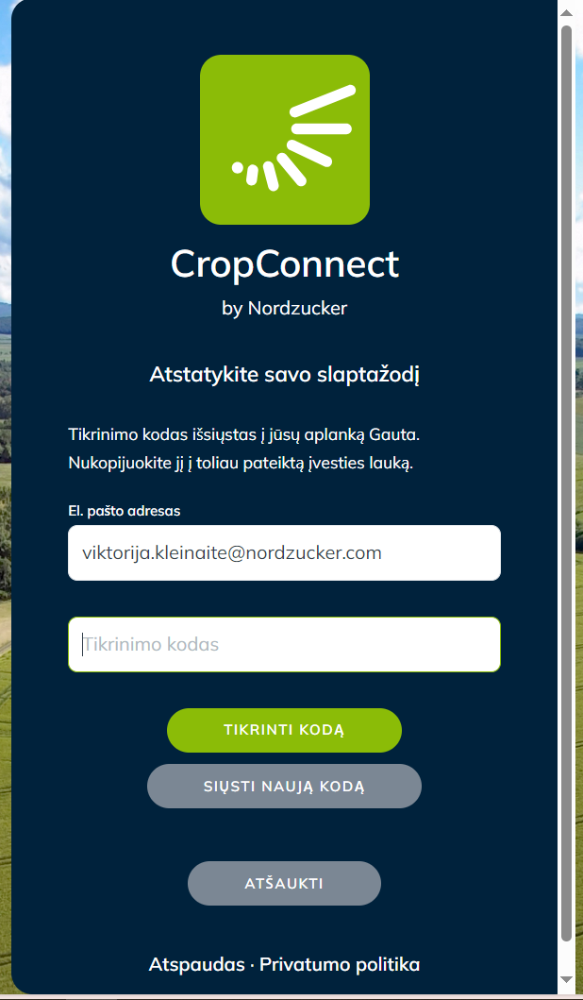 CropConnect
by Nordzucker
Atstatykite savo slaptažodį
Tikrinimo kodas išsiųstas į jūsų aplanką Gauta.
Nukopijuokite jį į toliau pateiktą įvesties lauką.
El. pašto adresas
viktorija.kleinaite@nordzucker.com
Tikrinimo kodas
TIKRINTI KODĄ
SIŲSTI NAUJĄ KODĄ
ATŠAUKTI
Atspaudas · Privatumo politika